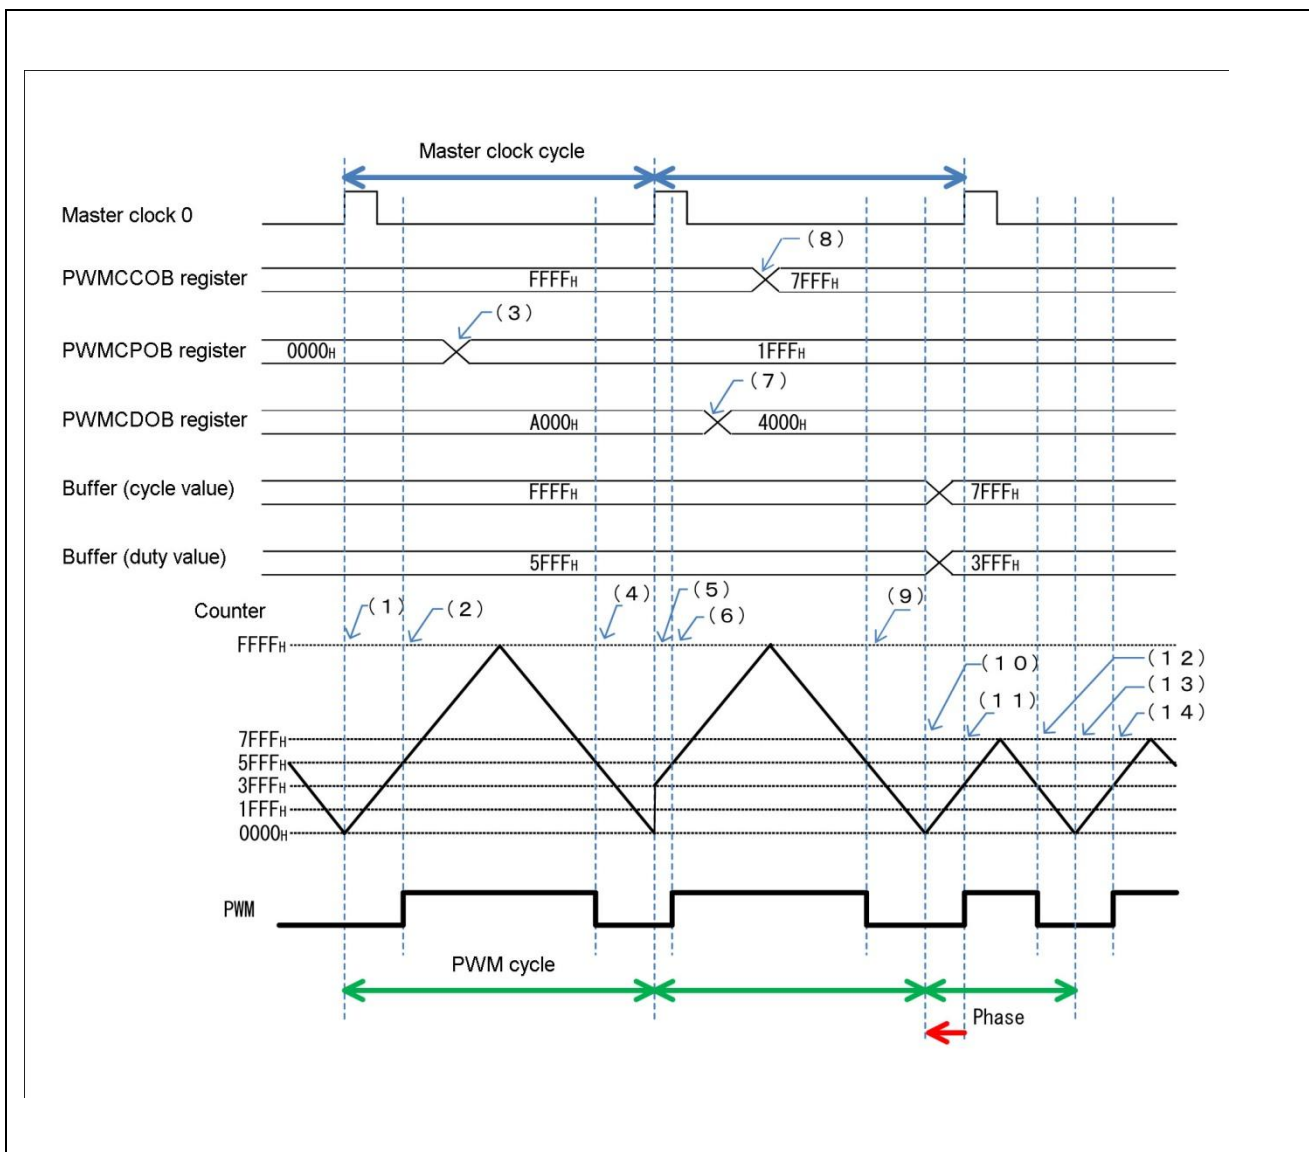 Master clock cycle
Master clock 0
(8)
PWMCCOB register
FFFFH
7FFFH
(3)
PWMCPOB register
0000H
1FFFH
(7)
PWMCDOB register
A000H
4000H
Buffer (cycle value)
FFFFH
7FFFH
Buffer (duty value)
5FFFH
3FFFH
Counter
(1)
(2)
(4)
(5)
(6)
(9)
FFFFH
(10)
(11)
(12)
(13)
(14)
7FFFH
5FFFH
3FFFH
1FFFH
0000H
PWM
PWM cycle
Phase